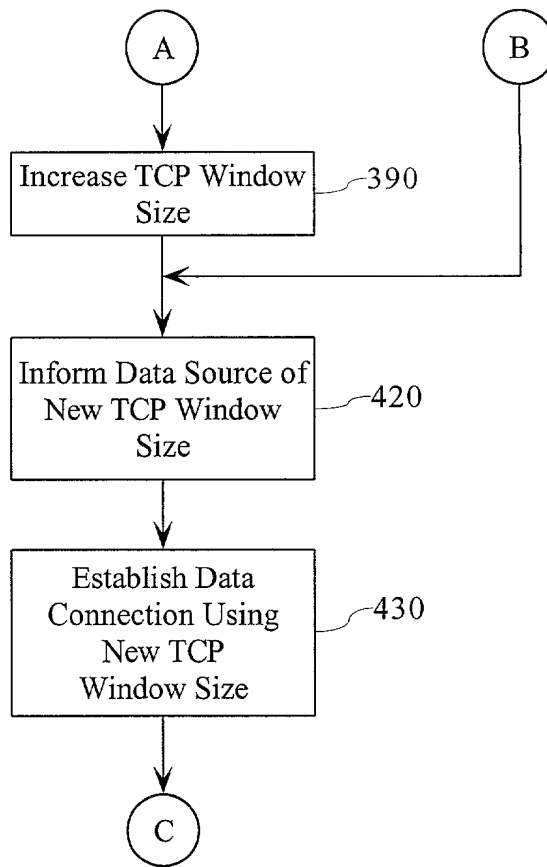 A
B
Increase TCP Window
Size
390
Inform Data Source of
New TCP Window
Size
420
Establish Data
Connection Using
New TCP
Window Size
430
C